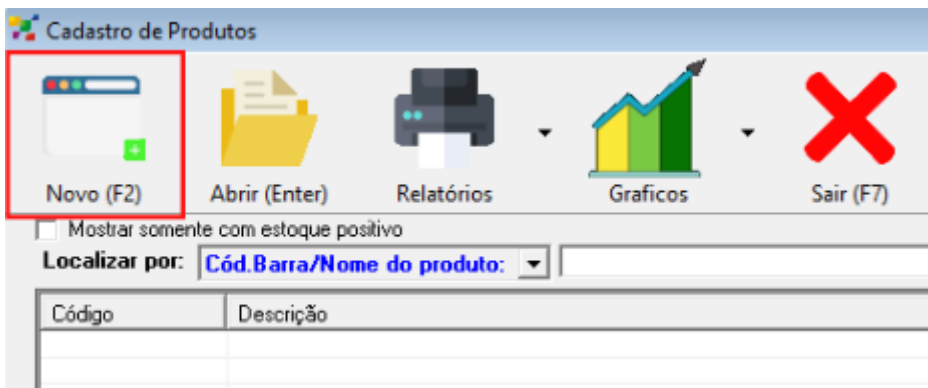 Cadastro de Produtos
Novo (F2) Abrir (Enter) Relatórios Graficos Sair (F7)
Mostrar somente com estoque positivo
Localizar por: Cód.Barra/Nome do produto:
Código Descrição